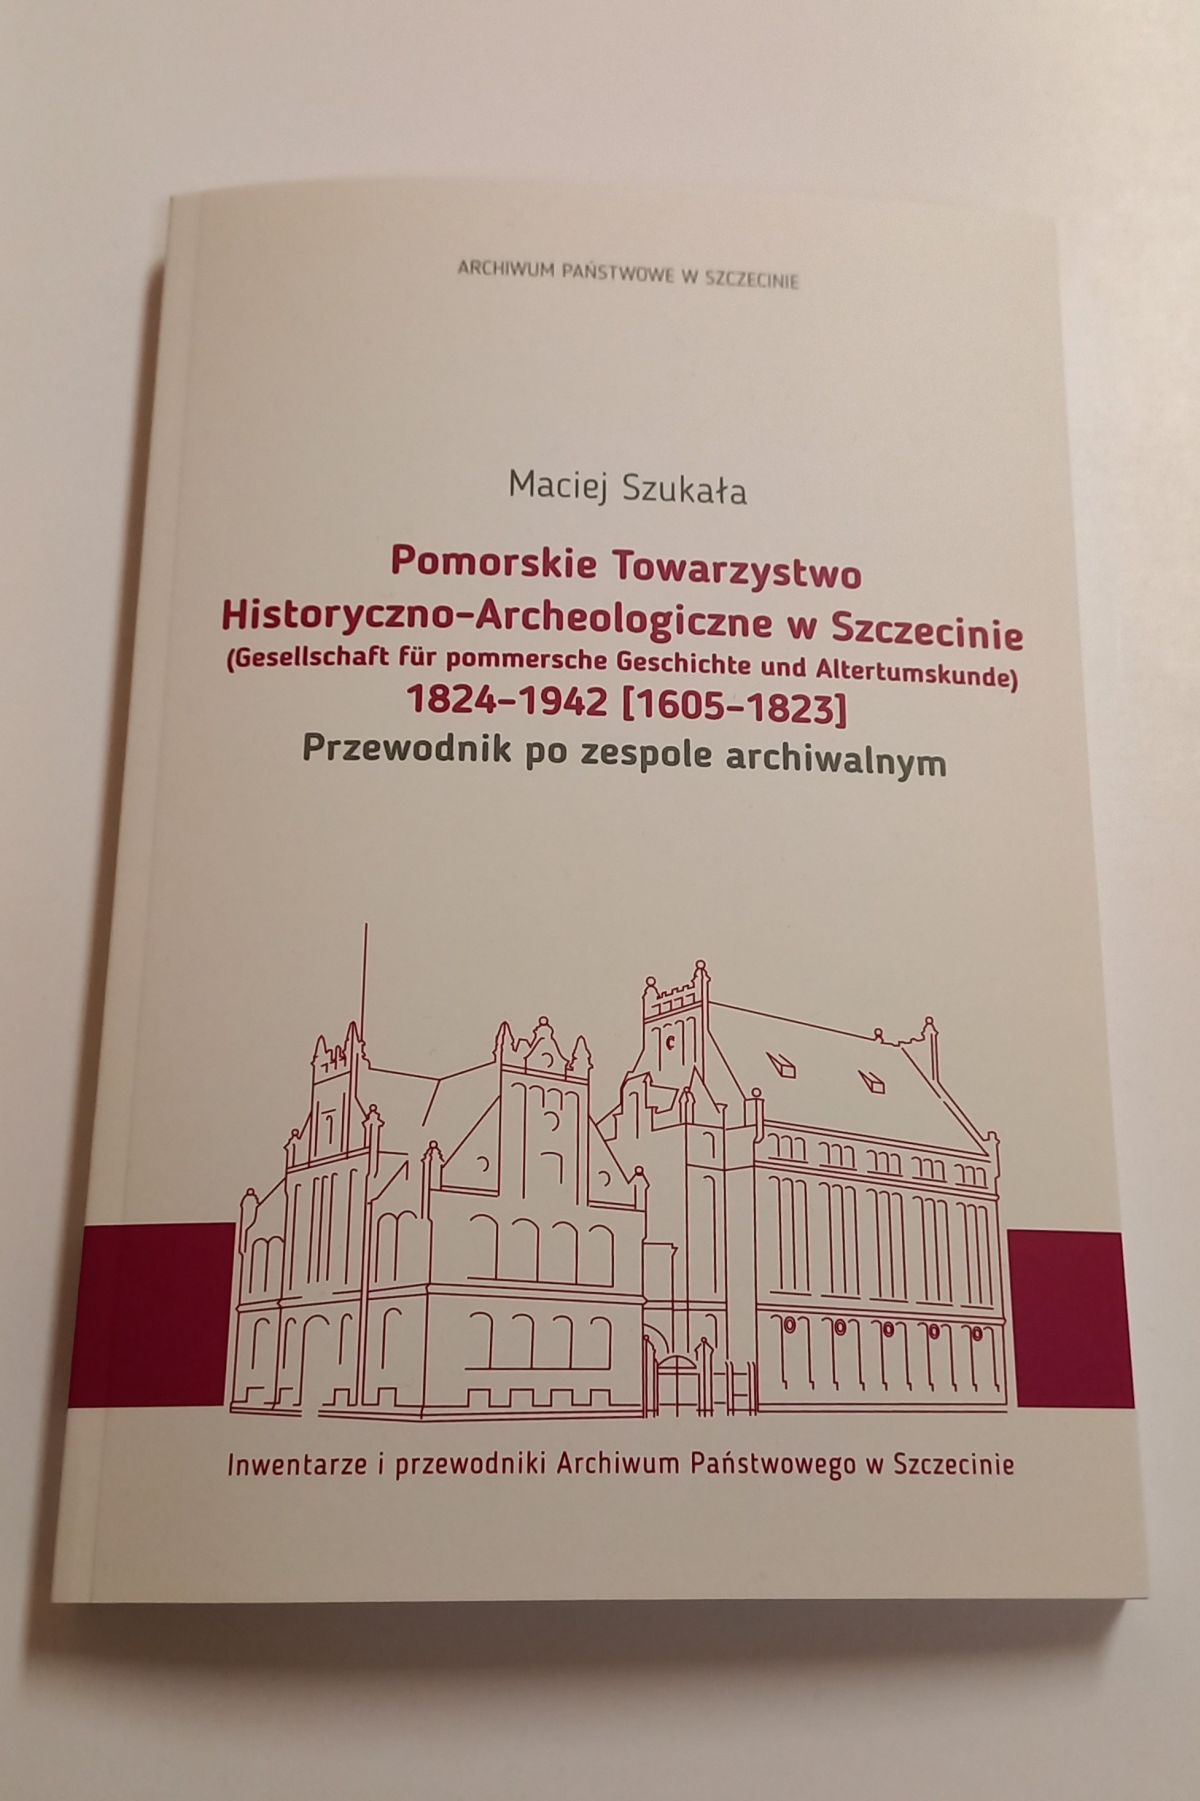 ARCHIWUM PAŃSTWOWE W SZCZECINIE
Maciej Szukała
Pomorskie Towarzystwo
Historyczno-Archeologiczne w Szczecinie
(Gesellschaft für pommersche Geschichte und Altertumskunde)
1824–1942 [1605–1823]
Przewodnik po zespole archiwalnym
Inwentarze i przewodniki Archiwum Państwowego w Szczecinie